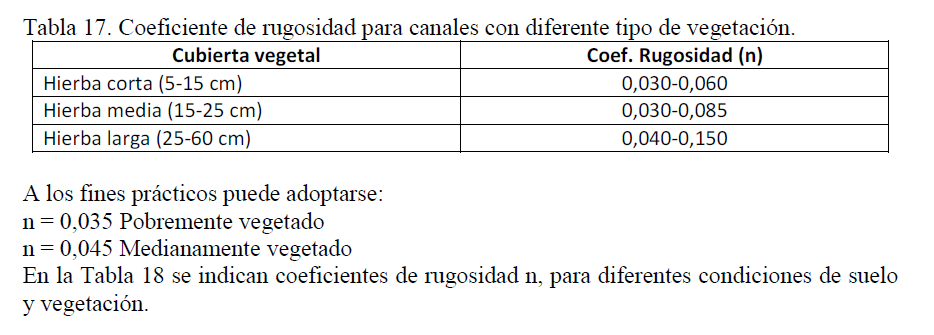 Tabla 17. Coeficiente de rugosidad para canales con diferente tipo de vegetación.
Cubierta vegetal Coef. Rugosidad (n)
Hierba corta (5-15 cm) 0,030-0,060
Hierba media (15-25 cm) 0,030-0,085
Hierba larga (25-60 cm) 0,040-0,150
A los fines prácticos puede adoptarse:
n = 0,035 Pobremente vegetado
n = 0,045 Medianamente vegetado
En la Tabla 18 se indican coeficientes de rugosidad n, para diferentes condiciones de suelo
y vegetación.